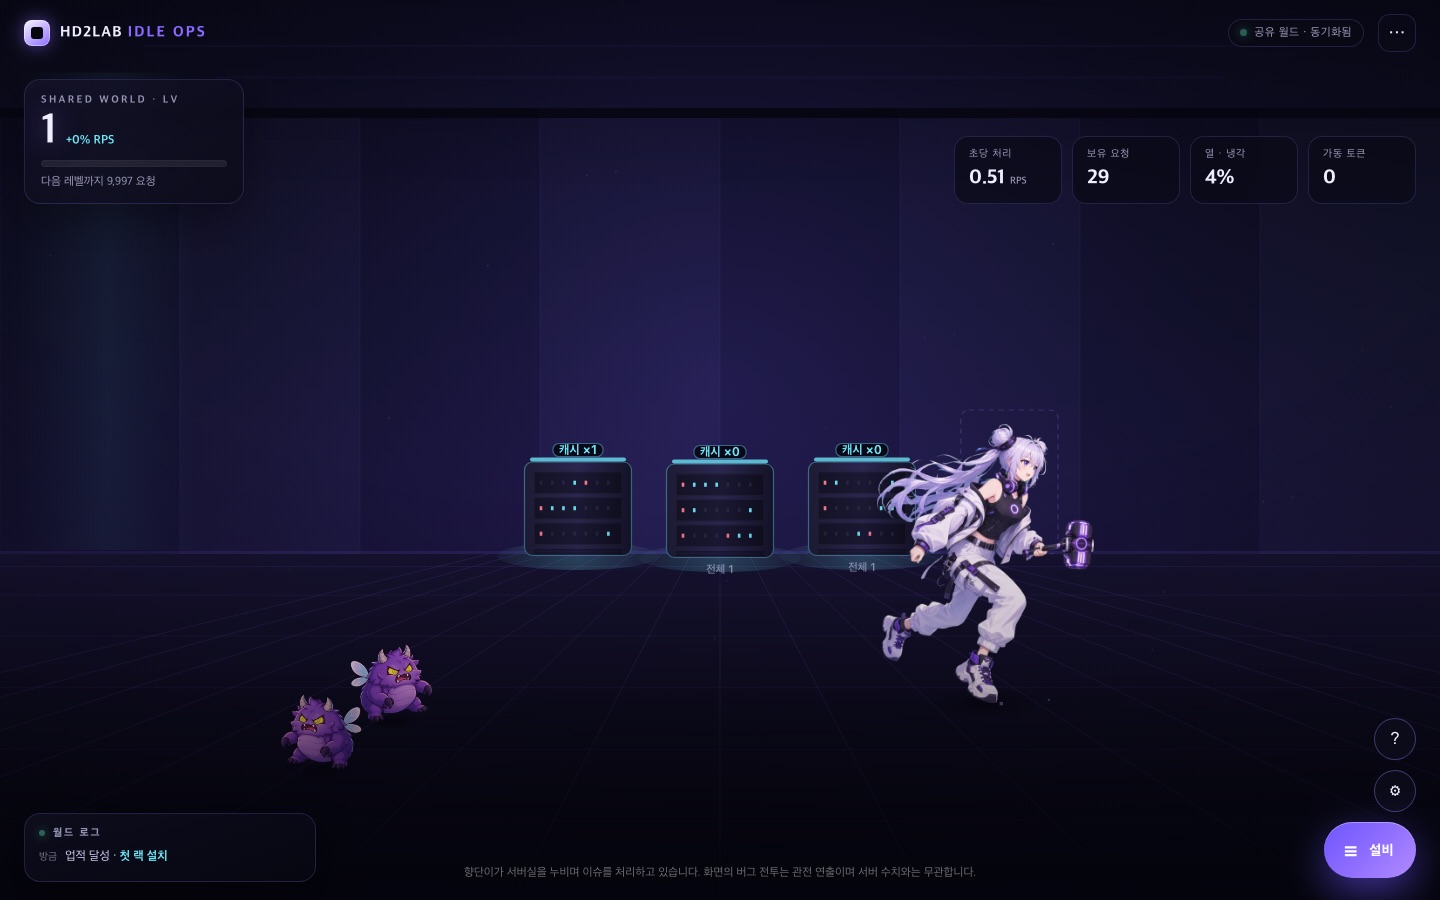 HD2LAB IDLE OPS
공유 월드 · 동기화됨
SHARED WORLD · LV
1 +0% RPS
다음 레벨까지 9,997 요청
초당 처리
0.51 RPS
보유 요청
29
열 · 냉각
4%
가동 토큰
0
캐시 ×1
캐시 ×0
캐시 ×0
전체 1
전체 1
?
월드 로그
방금 업적 달성 · 첫 랙 설치
설비
향단이가 서버실을 누비며 이슈를 처리하고 있습니다. 화면의 버그 전투는 관전 연출이며 서버 수치와는 무관합니다.